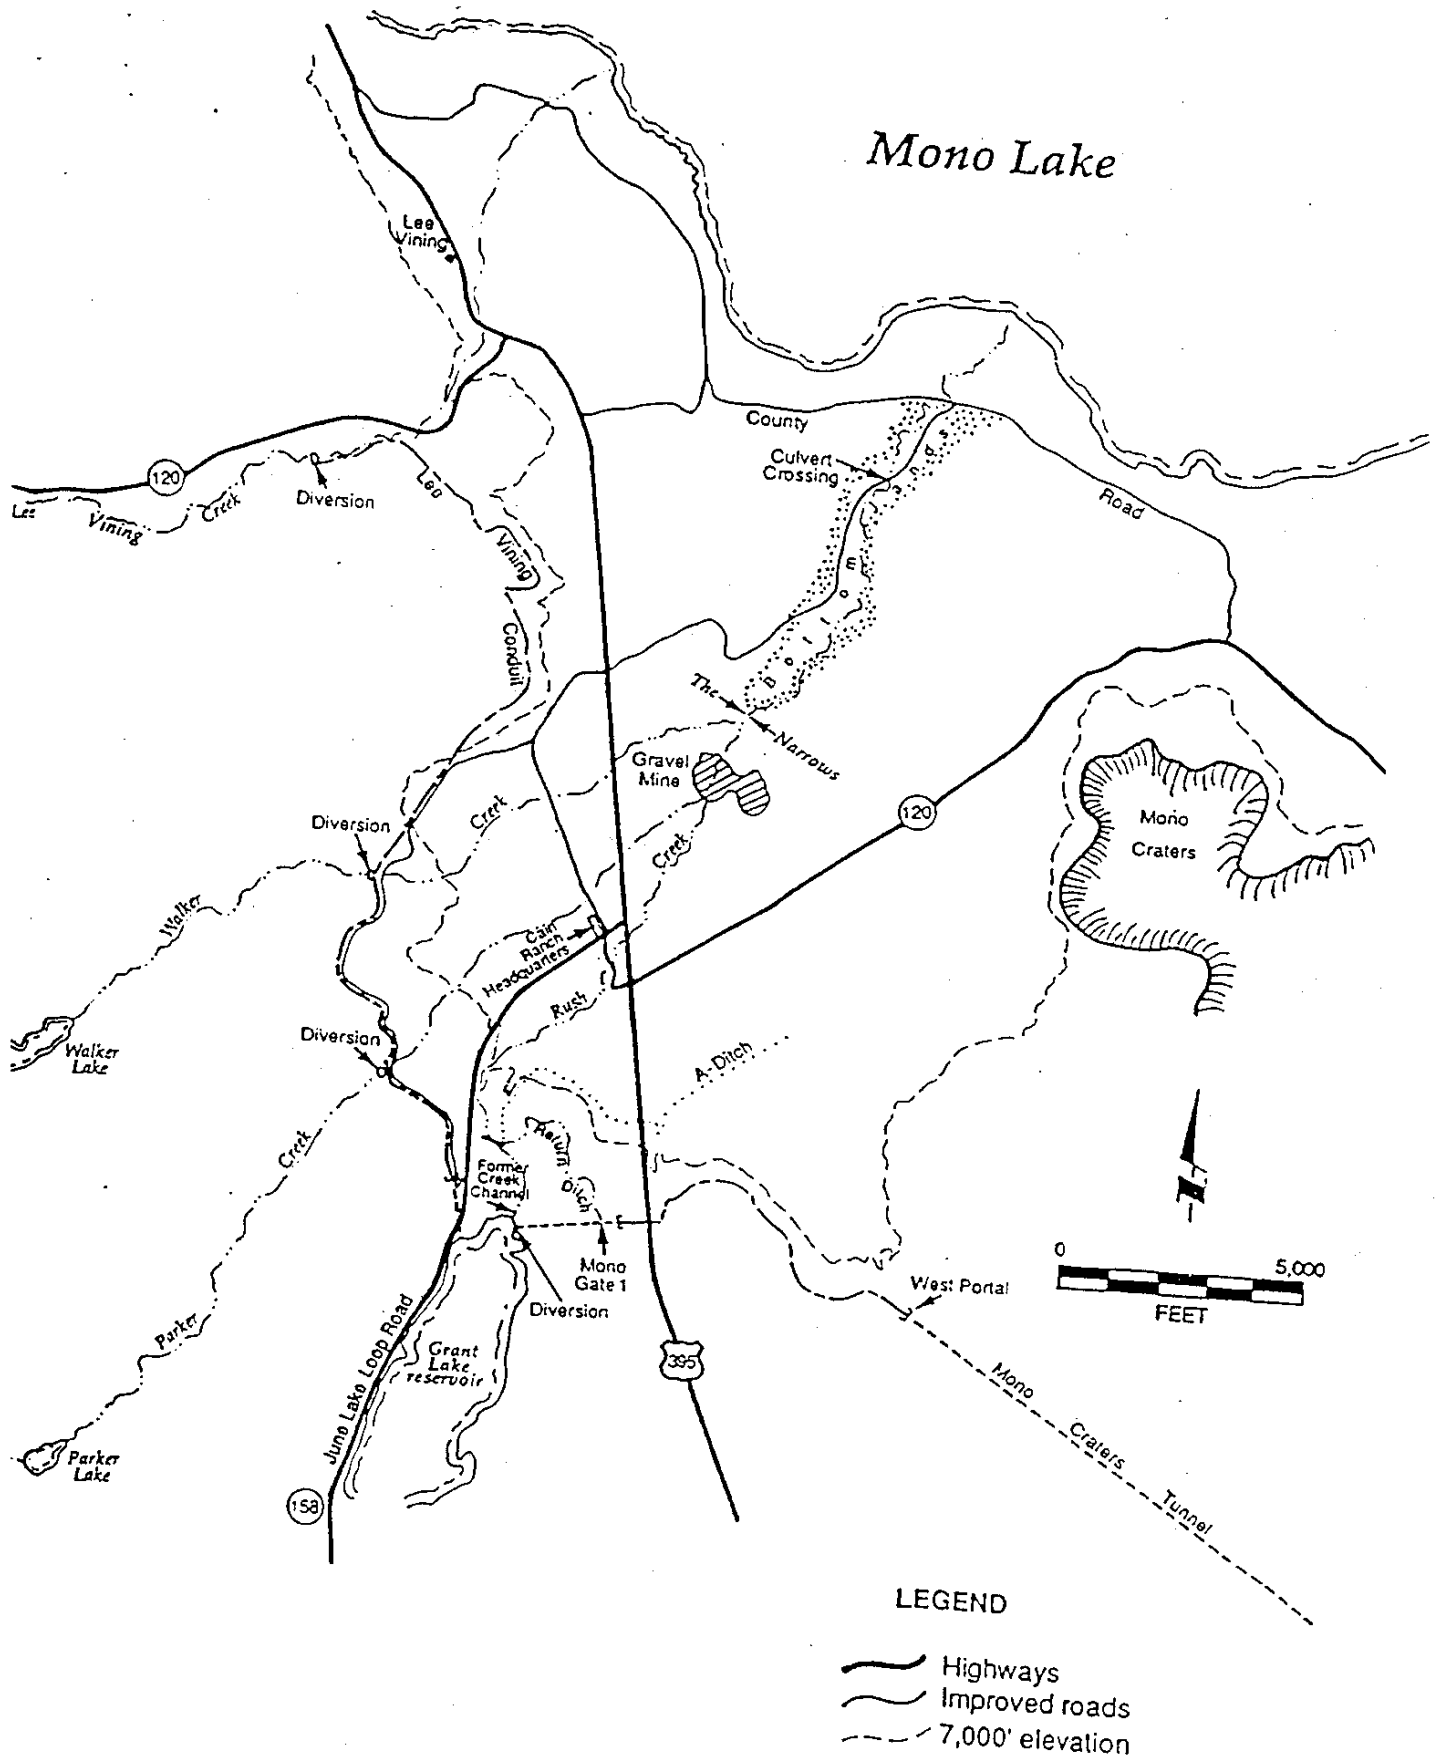 Mono Lake
Lee
Vining
County
Culvert
Crossing
Road
120
Lee
Vining
Creek
Diversion
Lee
Vining
Conduit
Bottomlands
The
Narrows
Gravel
Mine
120
Mono
Craters
Diversion
Creek
Creek
Walker
Cain
Ranch
Headquarters
Rush
Walker
Lake
Diversion
A-Ditch
Creek
Return
Ditch
Former
Creek
Channel
Mono
Gate 1
Diversion
West Portal
0
5,000
FEET
Parker
June Lake Loop Road
Grant
Lake
reservoir
395
Mono
Craters
Tunnel
Parker
Lake
158
LEGEND
Highways
Improved roads
7,000' elevation